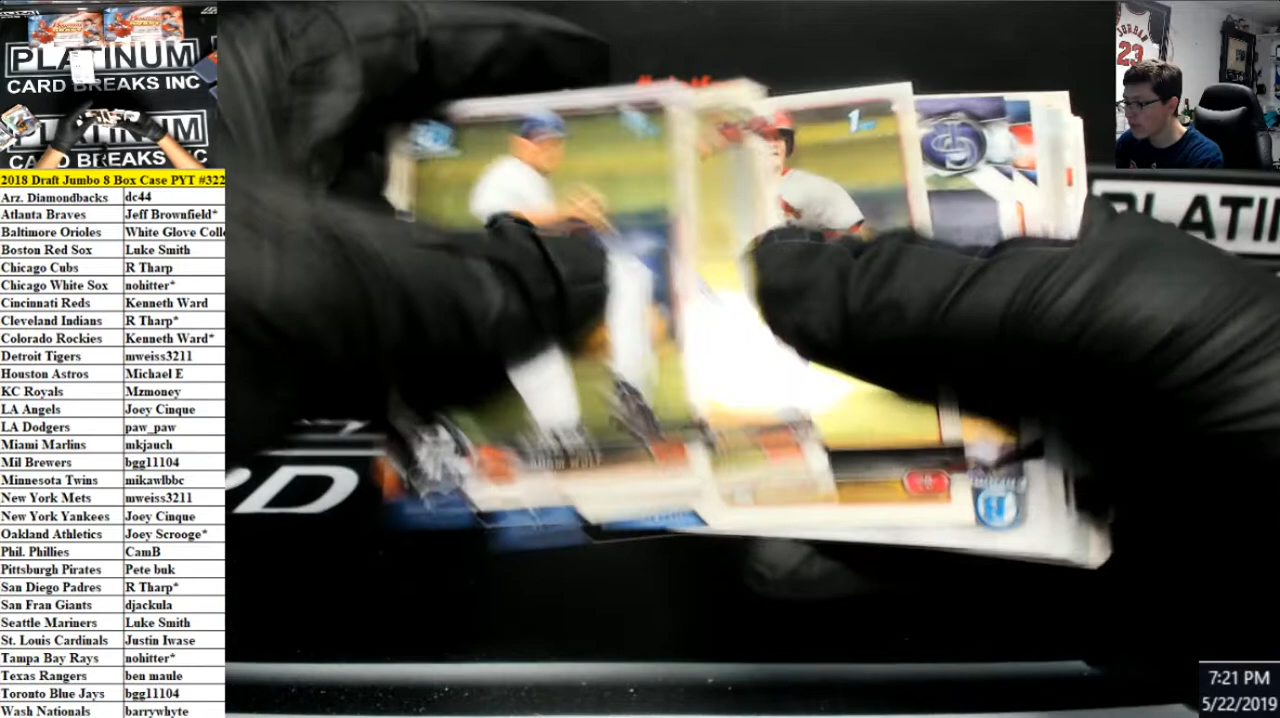 PLATINUM
CARD BREAKS INC
CARD BREAKS INC
2018 Draft Jumbo 8 Box Case PYT #322
Arz. Diamondbacks dc44
Atlanta Braves Jeff Brownfield*
Baltimore Orioles White Glove Colle
Boston Red Sox Luke Smith
Chicago Cubs R Tharp
Chicago White Sox nohitter*
Cincinnati Reds Kenneth Ward
Cleveland Indians R Tharp*
Colorado Rockies Kenneth Ward*
Detroit Tigers mweiss3211
Houston Astros Michael E
KC Royals Mzmoney
LA Angels Joey Cinque
LA Dodgers paw_paw
Miami Marlins mkjauch
Mil Brewers bgg11104
Minnesota Twins mikawlbbc
New York Mets mweiss3211
New York Yankees Joey Cinque
Oakland Athletics Joey Scrooge*
Phil. Phillies CamB
Pittsburgh Pirates Pete buk
San Diego Padres R Tharp*
San Fran Giants djackula
Seattle Mariners Luke Smith
St. Louis Cardinals Justin Iwase
Tampa Bay Rays nohitter*
Texas Rangers ben maule
Toronto Blue Jays bgg11104
Wash Nationals barrywhyte
JORDAN
23
PLATIN
7:21 PM
5/22/2019